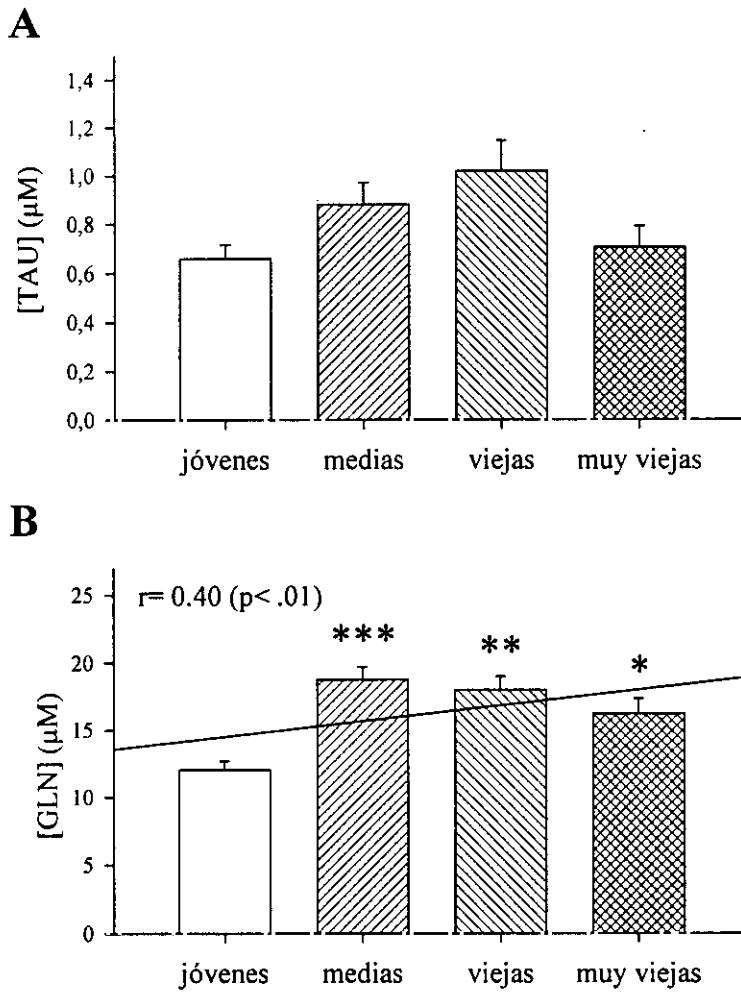 A
1,4
1,2
1,0
0,8
0,6
0,4
0,2
0,0
[TAU] (µM)
jóvenes medias viejas muy viejas
B
r= 0.40 (p< .01)
*** ** *
25
20
15
10
5
0
[GLN] (µM)
jóvenes medias viejas muy viejas